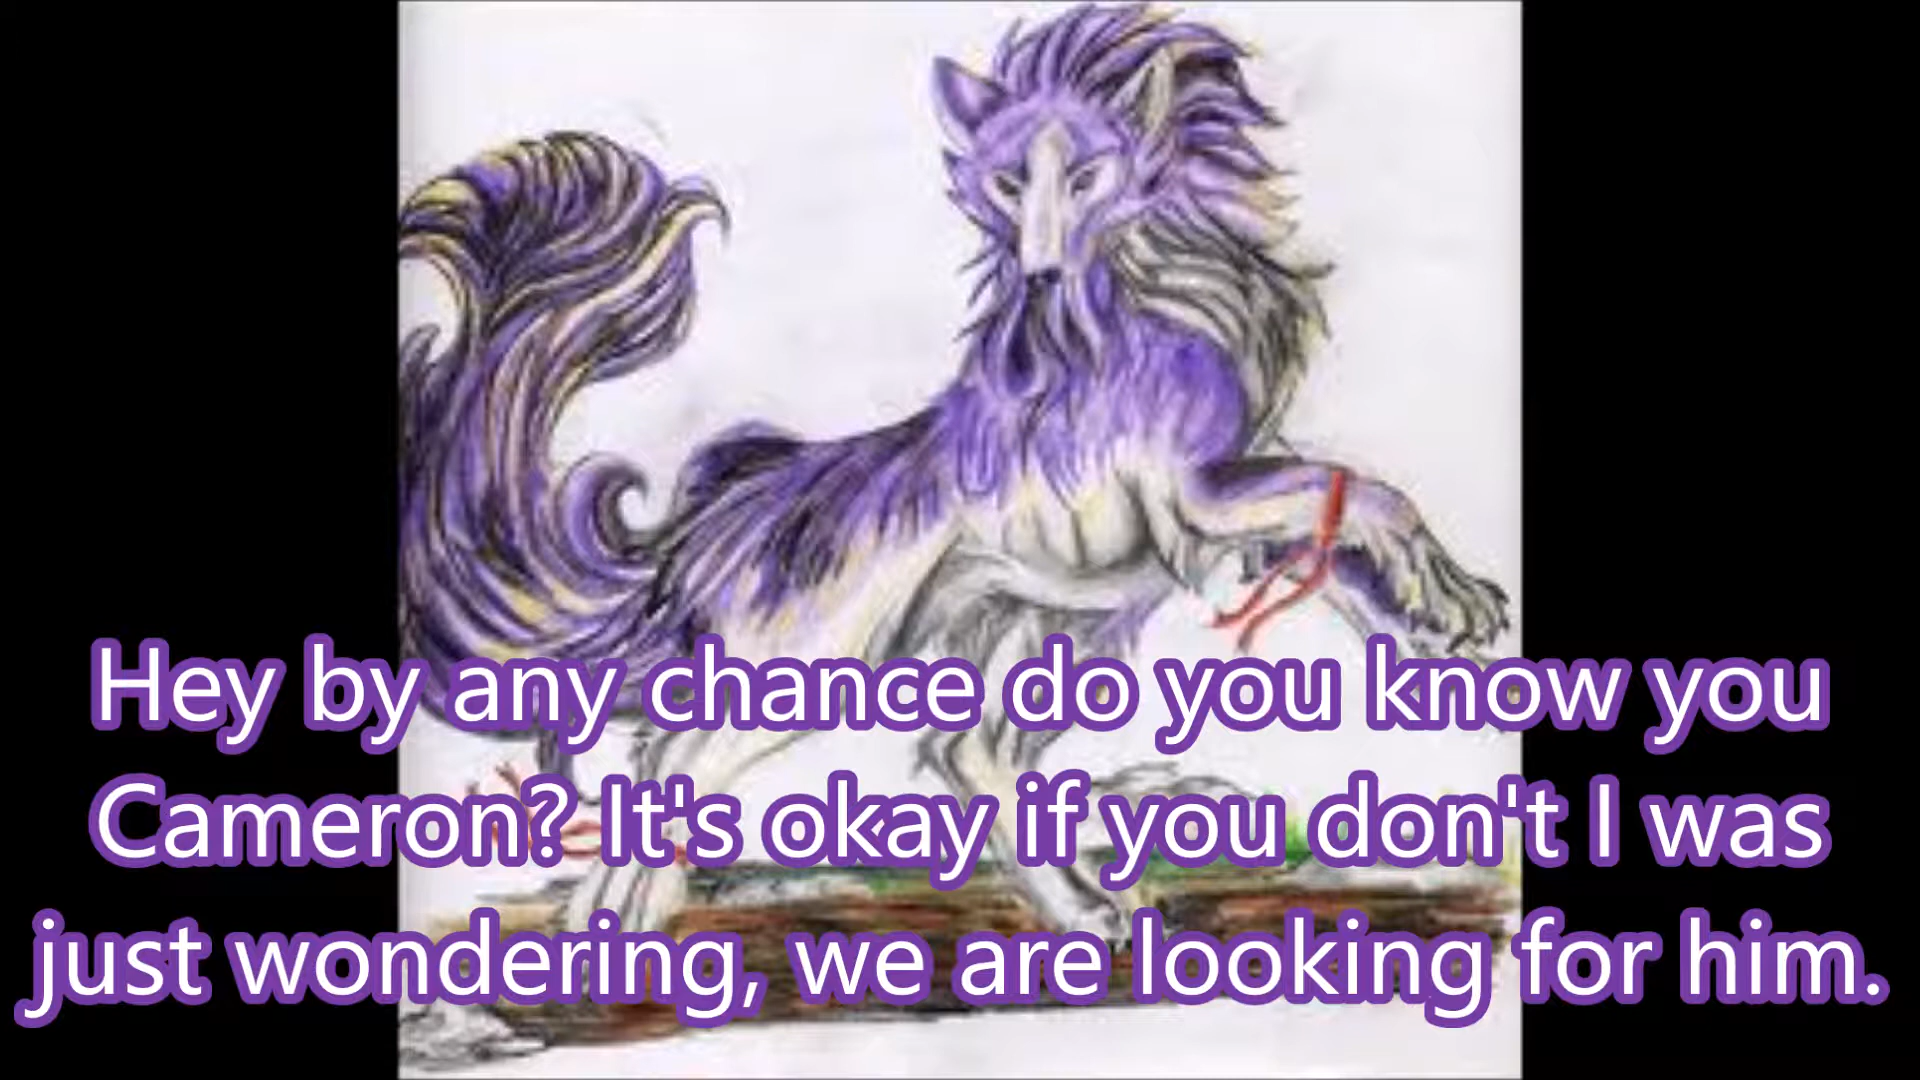 Hey by any chance do you know you
Cameron? It's okay if you don't I was
just wondering, we are looking for him.